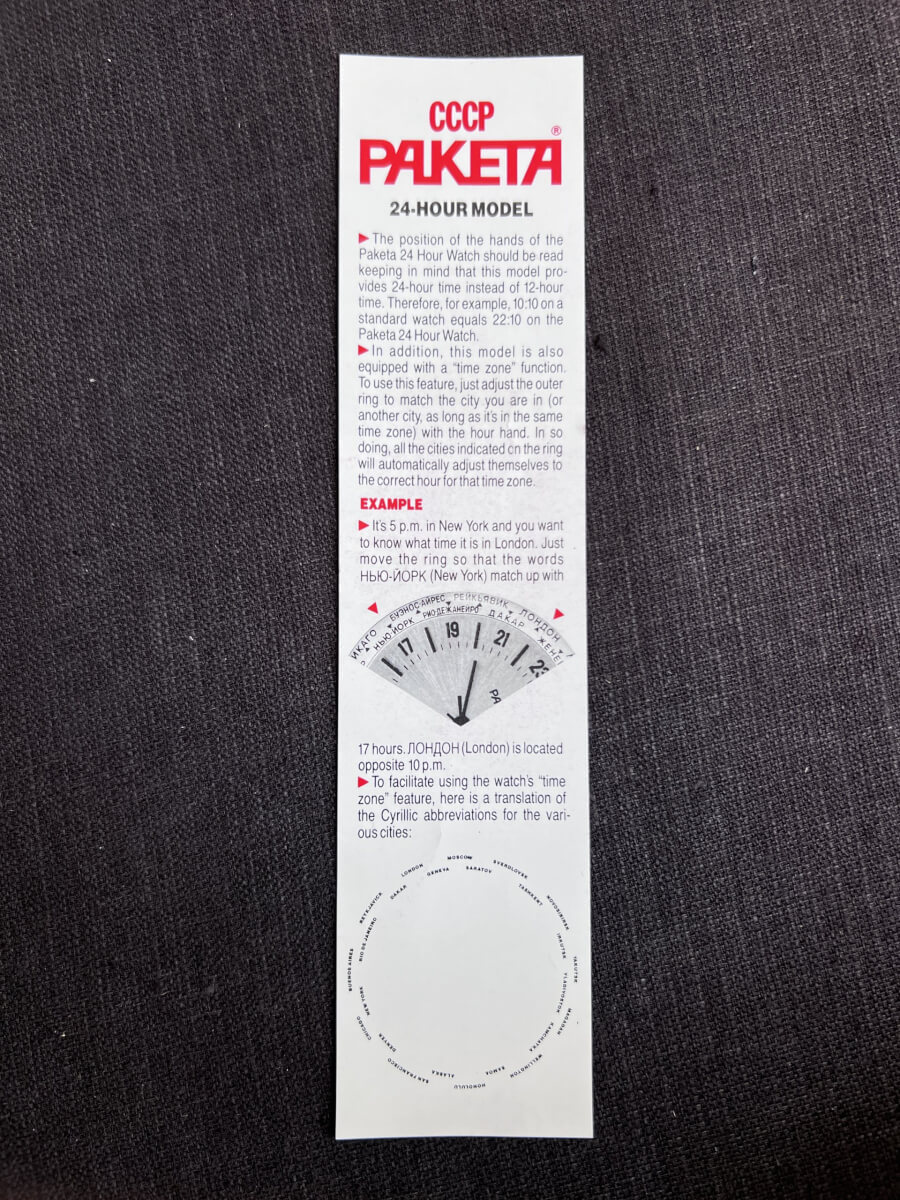 СССР
РАКЕТА®
24-HOUR MODEL
▶ The position of the hands of the
Paketa 24 Hour Watch should be read
keeping in mind that this model pro-
vides 24-hour time instead of 12-hour
time. Therefore, for example, 10:10 on a
standard watch equals 22:10 on the
Paketa 24 Hour Watch.
▶ In addition, this model is also
equipped with a "time zone" function.
To use this feature, just adjust the outer
ring to match the city you are in (or
another city, as long as it's in the same
time zone) with the hour hand. In so
doing, all the cities indicated on the ring
will automatically adjust themselves to
the correct hour for that time zone.
EXAMPLE
▶ It's 5 p.m. in New York and you want
to know what time it is in London. Just
move the ring so that the words
НЬЮ-ЙОРК (New York) match up with
ИКАГО БУЭНОС АЙРЕС РЕЙКЬЯВИК ЛОНДОН
НЬЮ-ЙОРК РИО ДЕ ЖАНЕЙРО ДАКАР ЖЕНЕ
17 19 21 23
РА
17 hours. ЛОНДОН (London) is located
opposite 10 p.m.
▶ To facilitate using the watch's "time
zone" feature, here is a translation of
the Cyrillic abbreviations for the vari-
ous cities:
MOSCOW
SARATOV
SVERDLOVSK
TASHKENT
NOVOSIBIRSK
IRKUTSK
YAKUTSK
VLADIVOSTOK
MAGADAN
KAMCHATKA
WELLINGTON
SAMOA
HONOLULU
ALASKA
SAN FRANCISCO
DENVER
CHICAGO
NEW YORK
BUENOS AIRES
RIO DE JANEIRO
REYKJAVICK
DAKAR
LONDON
GENEVA